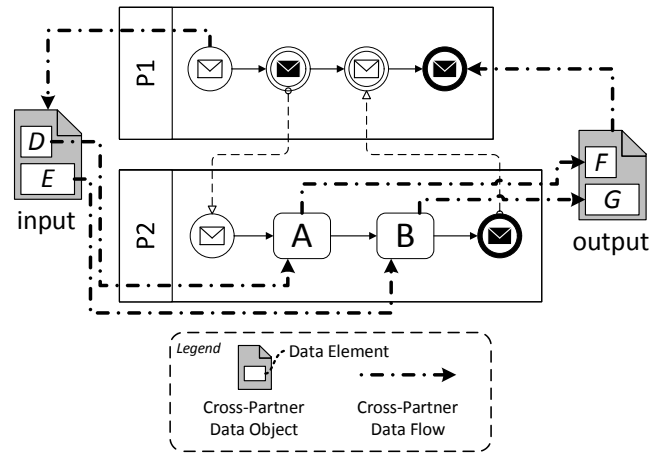 P1
D
E
input
F
G
output
P2
A
B
Legend
Data Element
Cross-Partner
Data Object
Cross-Partner
Data Flow